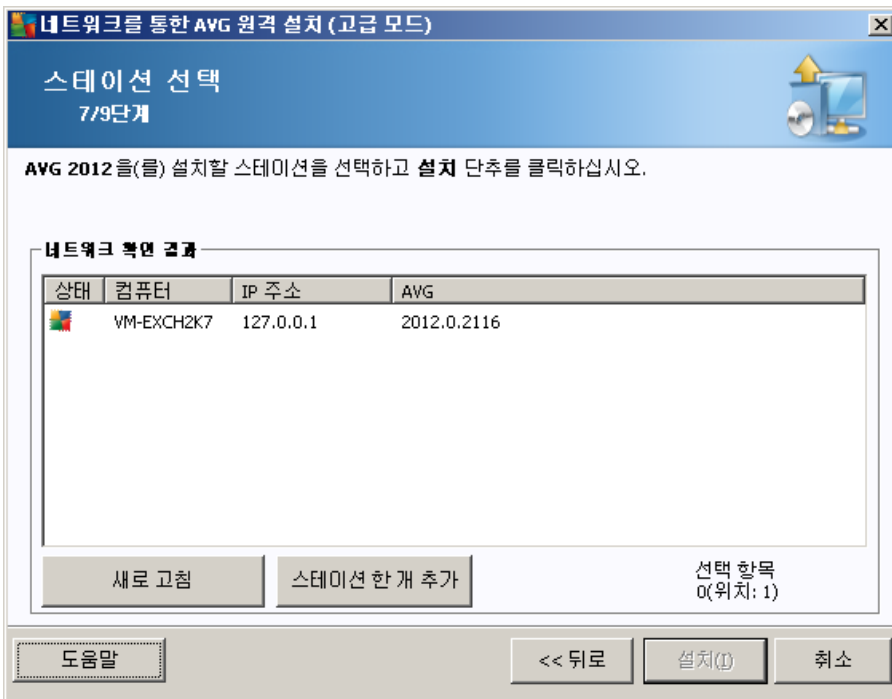 네트워크를 통한 AVG 원격 설치 (고급 모드)
스테이션 선택
7/9단계
AVG 2012을(를) 설치할 스테이션을 선택하고 설치 단추를 클릭하십시오.
네트워크 확인 결과
상태 컴퓨터 IP 주소 AVG
VM-EXCH2K7 127.0.0.1 2012.0.2116
새로 고침 스테이션 한 개 추가
선택 항목
0(위치: 1)
도움말 << 뒤로 설치(I) 취소